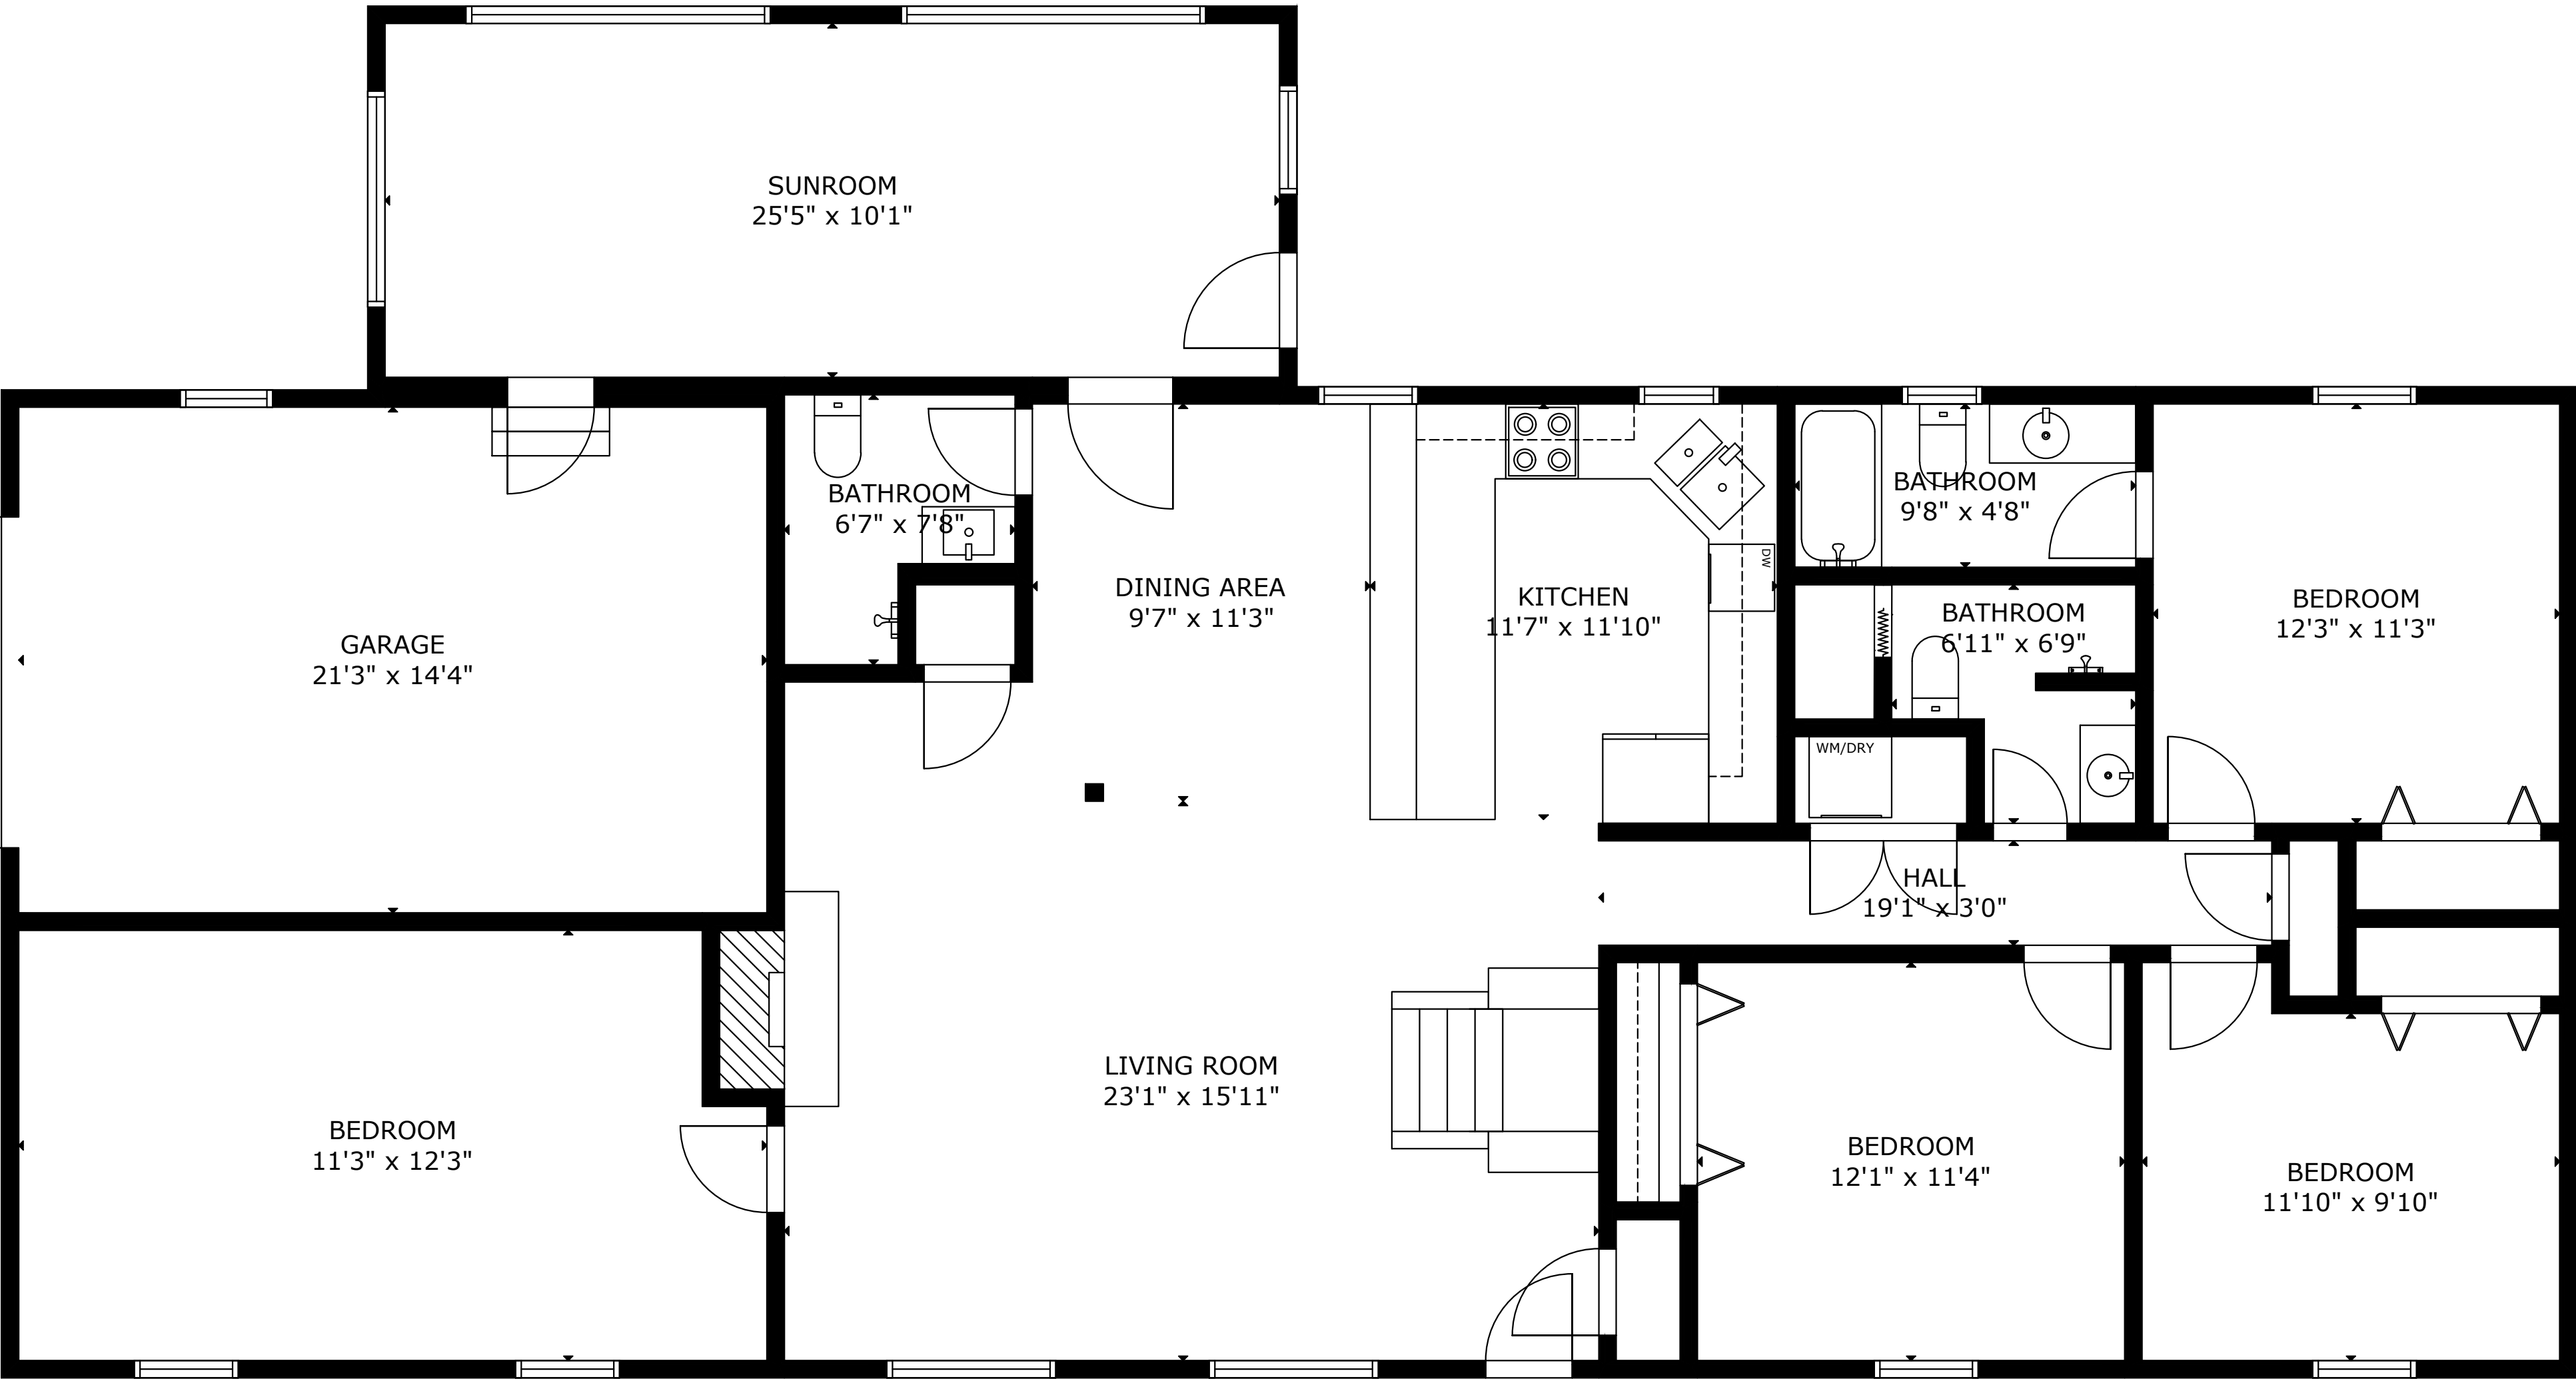 SUNROOM
25'5" x 10'1"
BATHROOM
9'8" x 4'8"
BATHROOM
6'7" x 7'8"
DW
DINING AREA
9'7" x 11'3"
KITCHEN
11'7" x 11'10"
BEDROOM
12'3" x 11'3"
BATHROOM
6'11" x 6'9"
GARAGE
21'3" x 14'4"
WM/DRY
HALL
19'1" x 3'0"
LIVING ROOM
23'1" x 15'11"
BEDROOM
11'3" x 12'3"
BEDROOM
12'1" x 11'4"
BEDROOM
11'10" x 9'10"